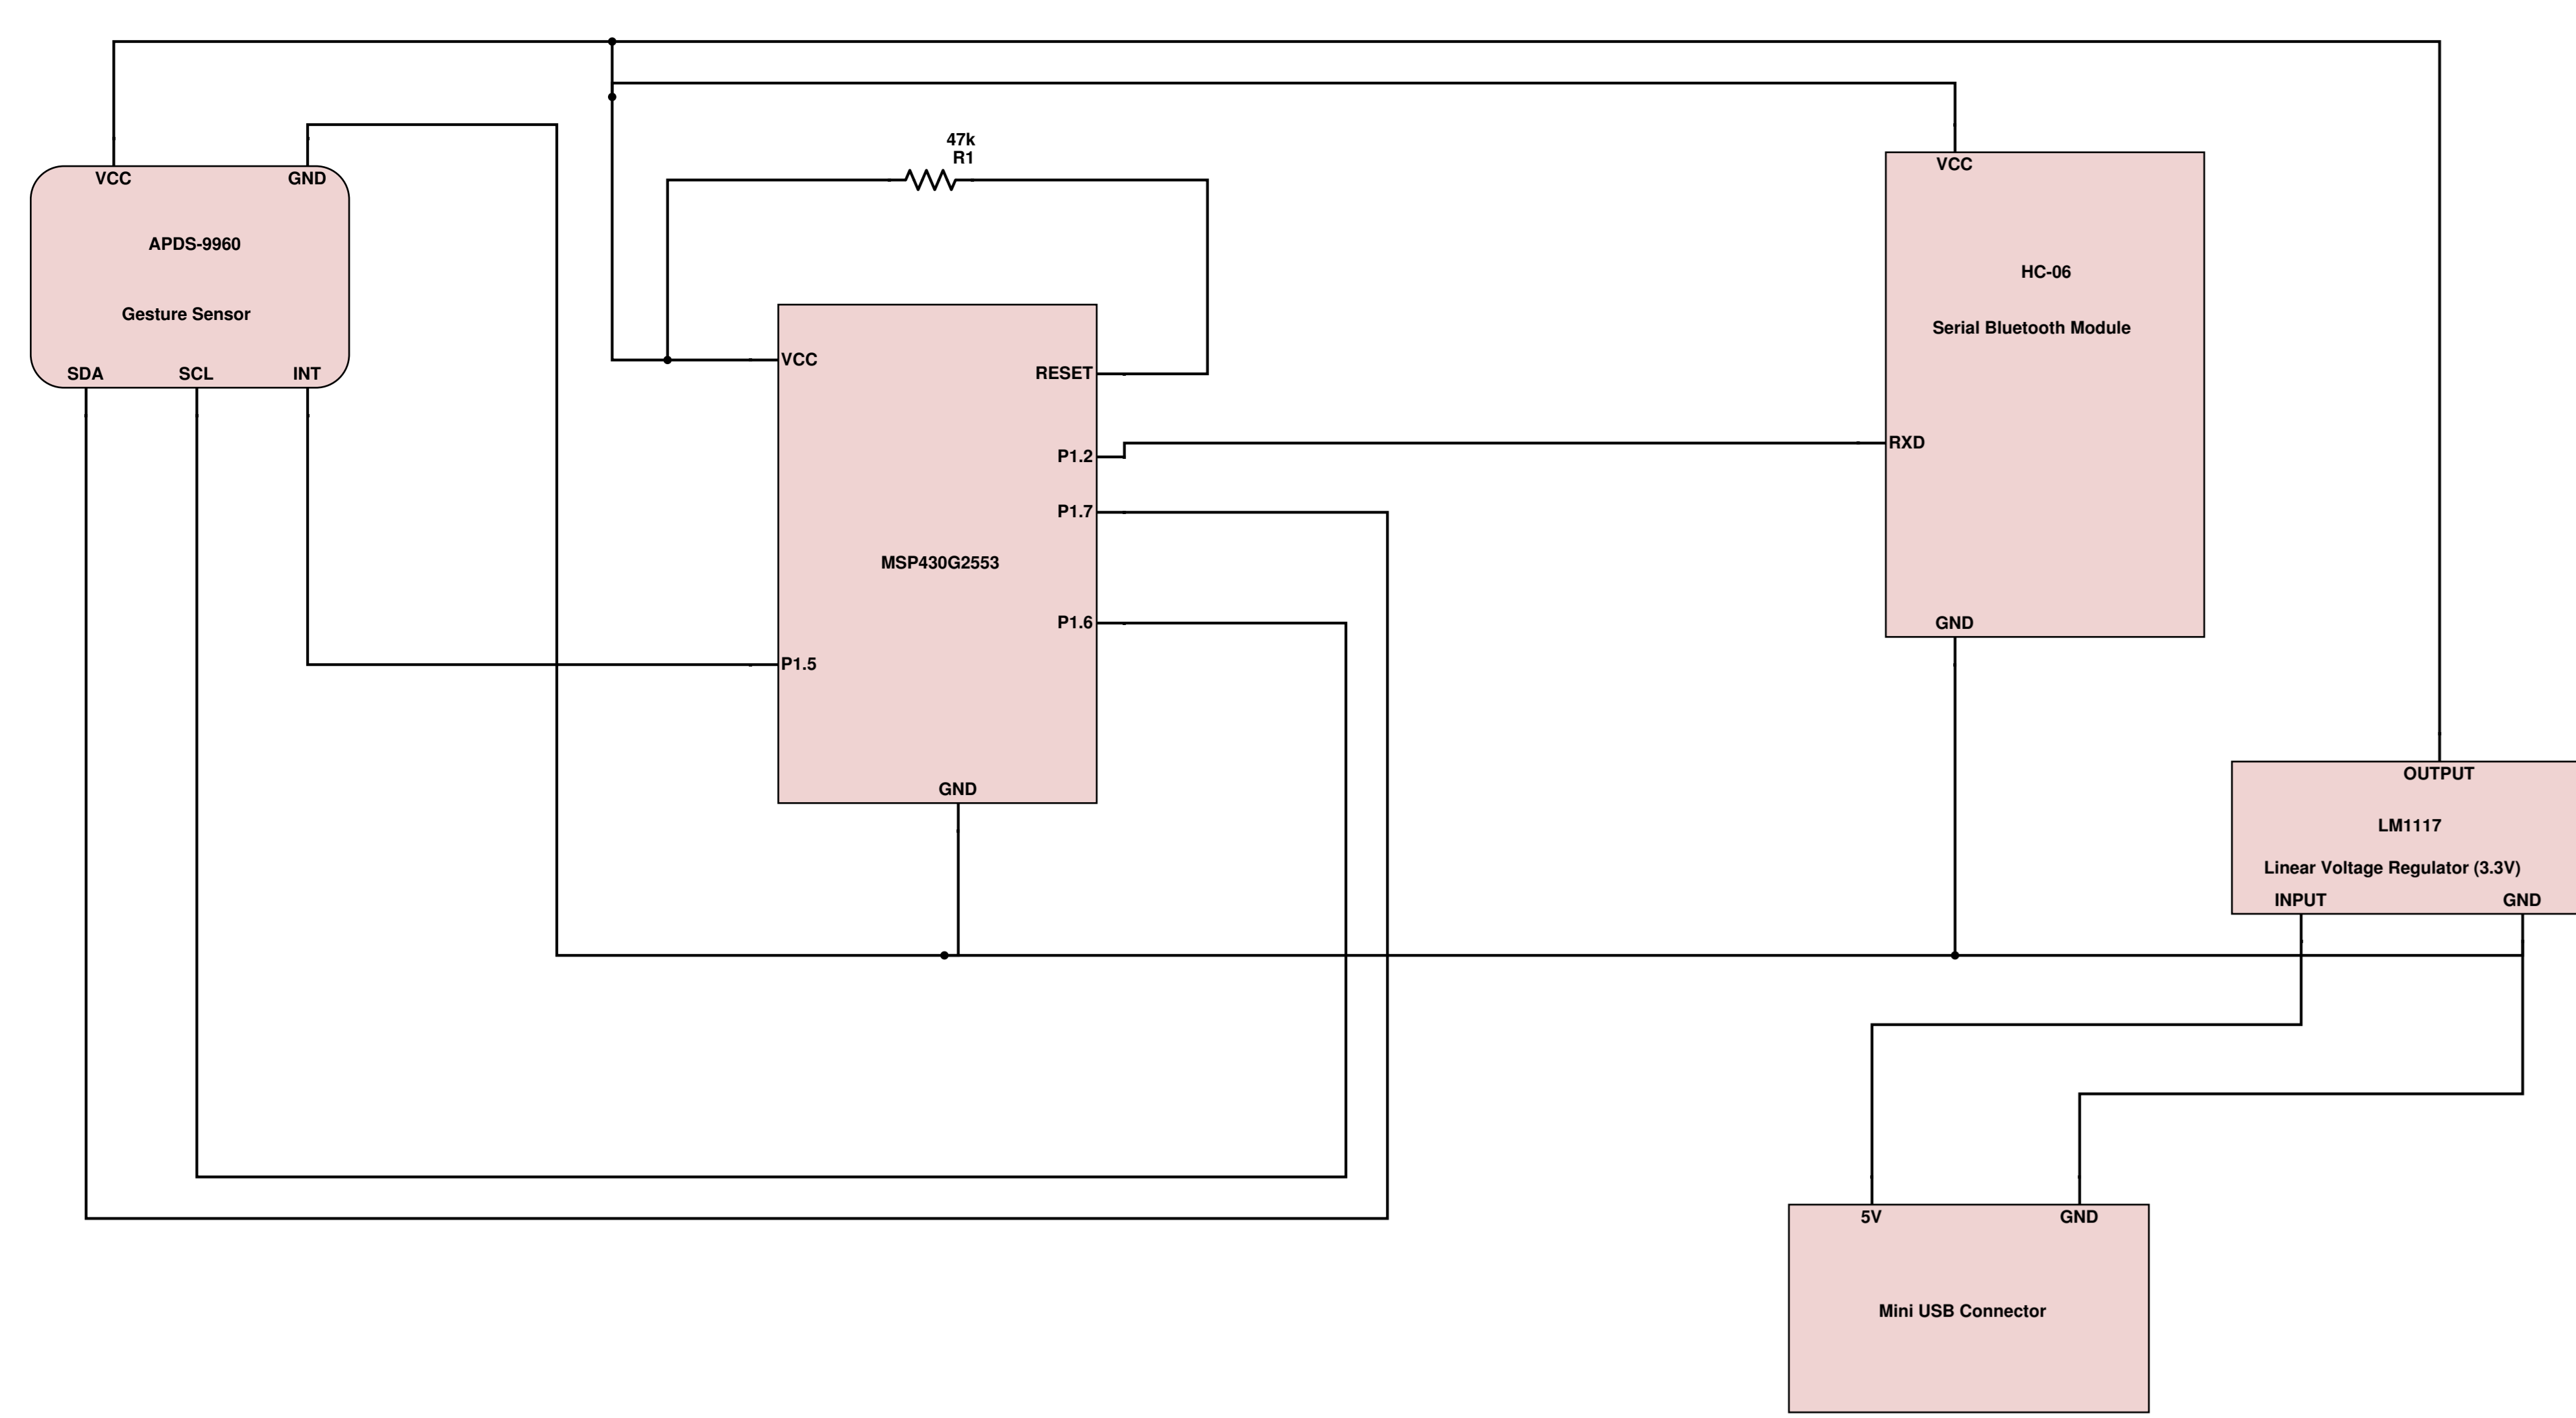 47k
R1
VCC
GND
APDS-9960
Gesture Sensor
SDA
SCL
INT
VCC
RESET
P1.2
P1.7
MSP430G2553
P1.6
P1.5
GND
VCC
HC-06
Serial Bluetooth Module
RXD
GND
OUTPUT
LM1117
Linear Voltage Regulator (3.3V)
INPUT
GND
5V
GND
Mini USB Connector